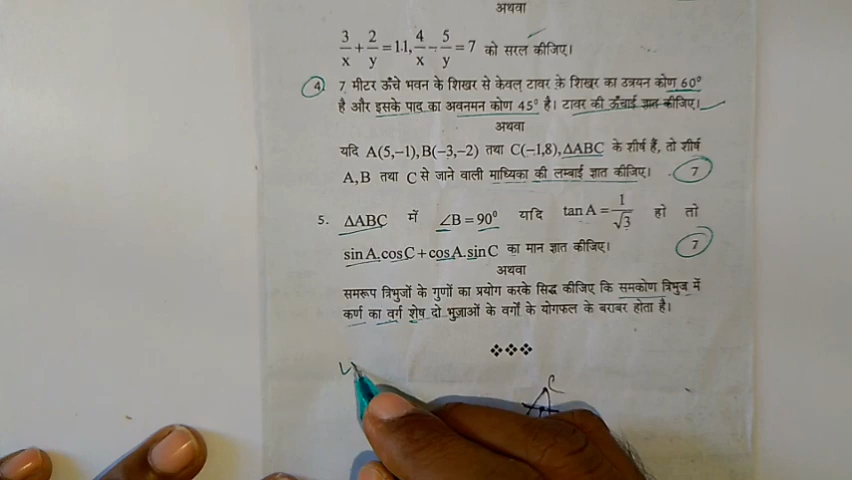 अथवा
3/x + 2/y = 11, 4/x - 5/y = 7 को सरल कीजिए।
4. 7 मीटर ऊँचे भवन के शिखर से केवल टावर के शिखर का उन्नयन कोण 60°
है और इसके पाद का अवनमन कोण 45° है। टावर की ऊँचाई ज्ञात कीजिए।
अथवा
यदि A(5,-1), B(-3,-2) तथा C(-1,8), ΔABC के शीर्ष हैं, तो शीर्ष
A, B तथा C से जाने वाली माध्यिका की लम्बाई ज्ञात कीजिए। 7
5. ΔABC में ∠B = 90° यदि tan A = 1/√3 हो तो
sin A.cos C + cos A.sin C का मान ज्ञात कीजिए। 7
अथवा
समरूप त्रिभुजों के गुणों का प्रयोग करके सिद्ध कीजिए कि समकोण त्रिभुज में
कर्ण का वर्ग शेष दो भुजाओं के वर्गों के योगफल के बराबर होता है।
C